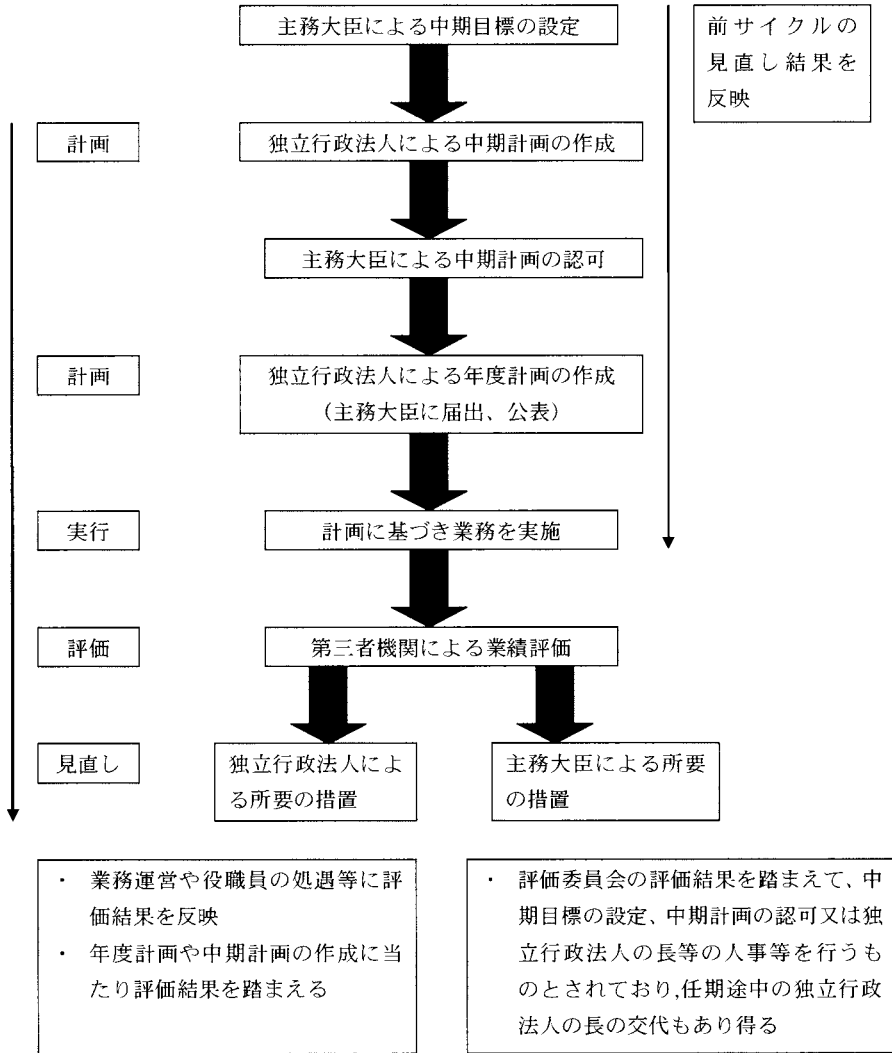 主務大臣による中期目標の設定
前サイクルの
見直し結果を
反映
計画
独立行政法人による中期計画の作成
主務大臣による中期計画の認可
計画
独立行政法人による年度計画の作成
（主務大臣に届出、公表）
実行
計画に基づき業務を実施
評価
第三者機関による業績評価
見直し
独立行政法人によ
る所要の措置
主務大臣による所要
の措置
・ 業務運営や役職員の処遇等に評
価結果を反映
・ 年度計画や中期計画の作成に当
たり評価結果を踏まえる
・ 評価委員会の評価結果を踏まえて、中
期目標の設定、中期計画の認可又は独
立行政法人の長等の人事等を行うも
のとされており,任期途中の独立行政
法人の長の交代もあり得る